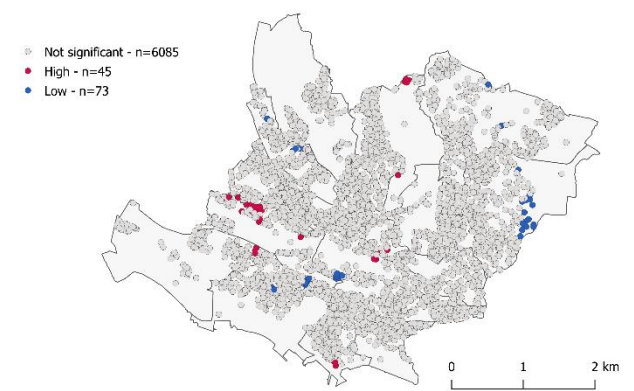 Not significant - n=6085
High - n=45
Low - n=73
0 1 2 km